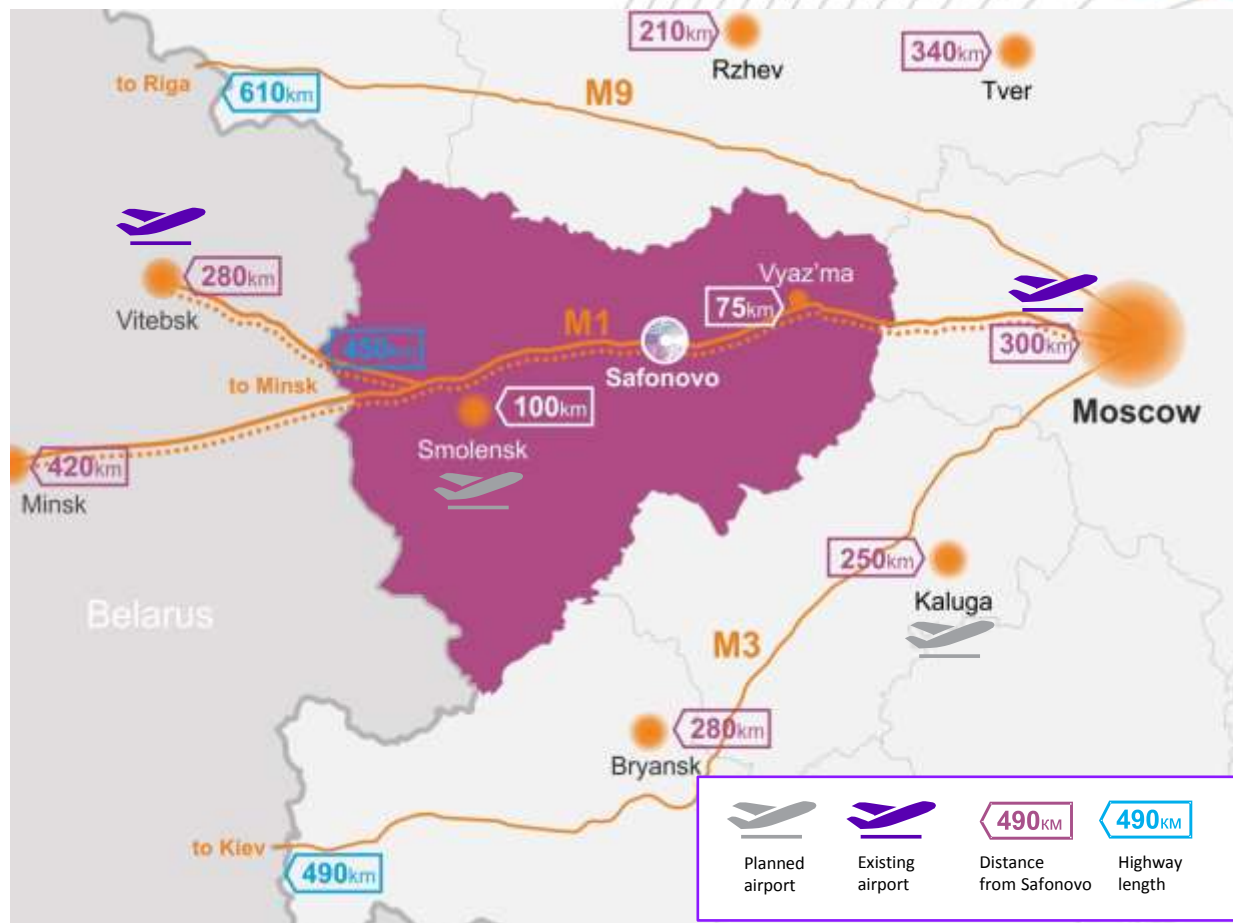 210km
Rzhev
340km
Tver
to Riga
610km
M9
280km
Vitebsk
Vyaz'ma
75km
M1
450km
Safonovo
300km
Moscow
to Minsk
100km
Smolensk
420km
Minsk
250km
Kaluga
Belarus
M3
280km
Bryansk
to Kiev
490km
Planned
airport
Existing
airport
490KM
Distance
from Safonovo
490KM
Highway
length